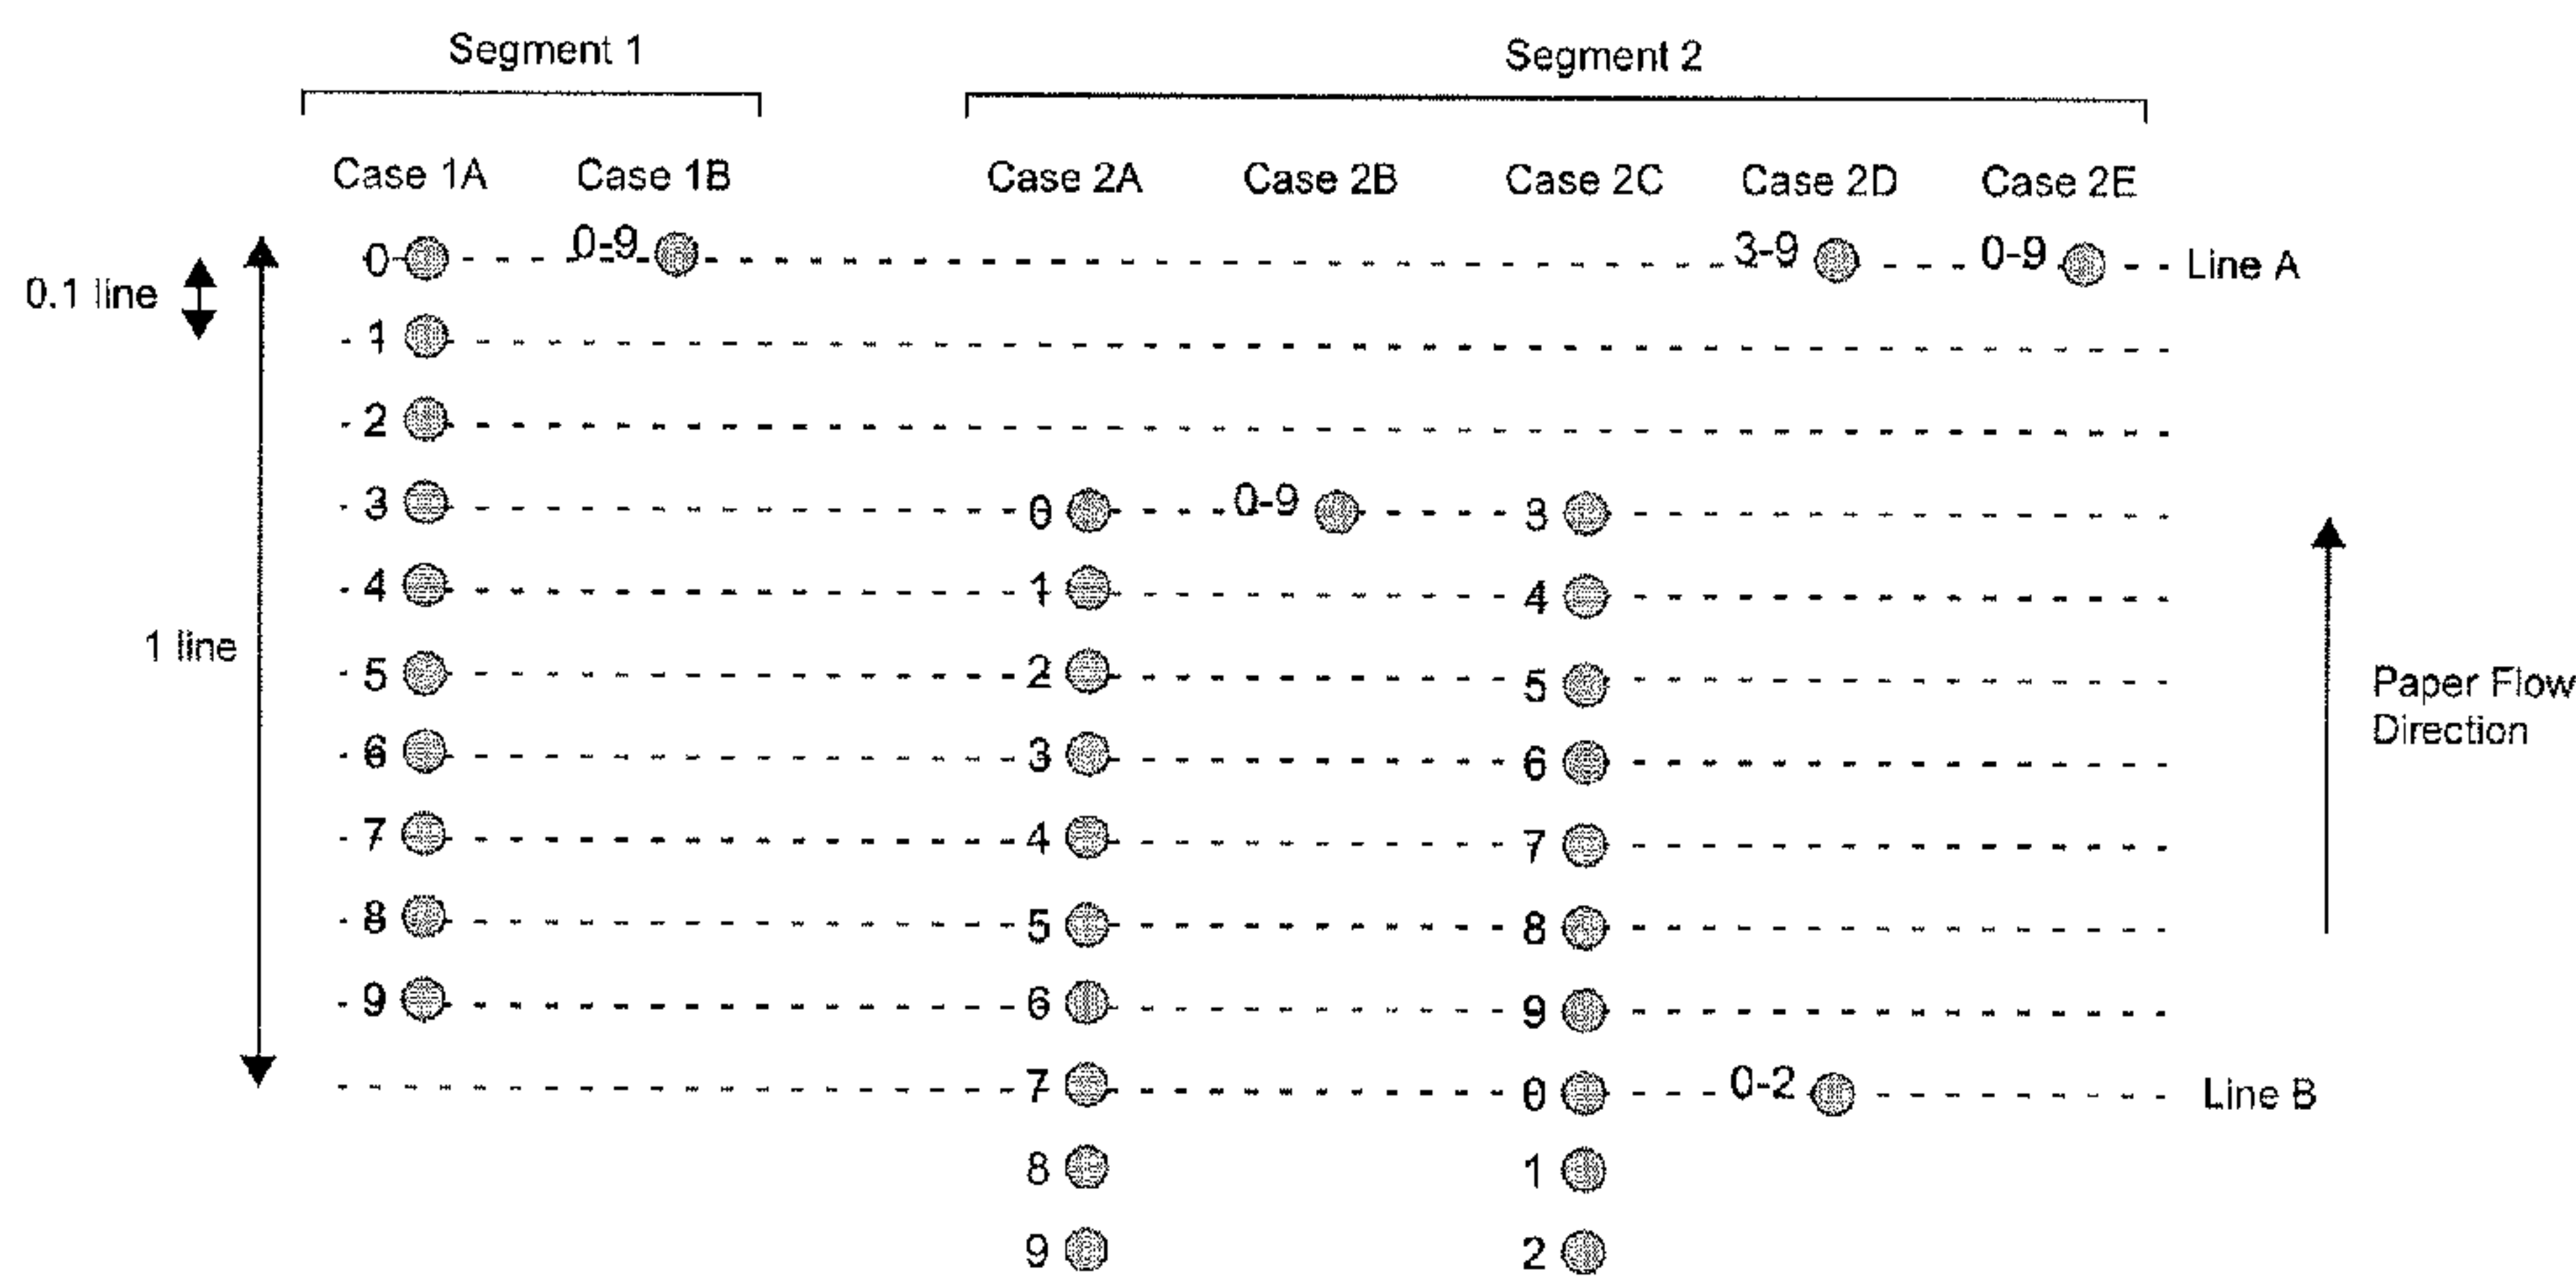 Segment 1 Segment 2
Case 1A Case 1B Case 2A Case 2B Case 2C Case 2D Case 2E
0 0-9 3-9 0-9 Line A
0.1 line
1
2
3 0 0-9 3
4 1 4
1 line
5 2 5
Paper Flow
Direction
6 3 6
7 4 7
8 5 8
9 6 9
7 0 0-2 Line B
8 1
9 2